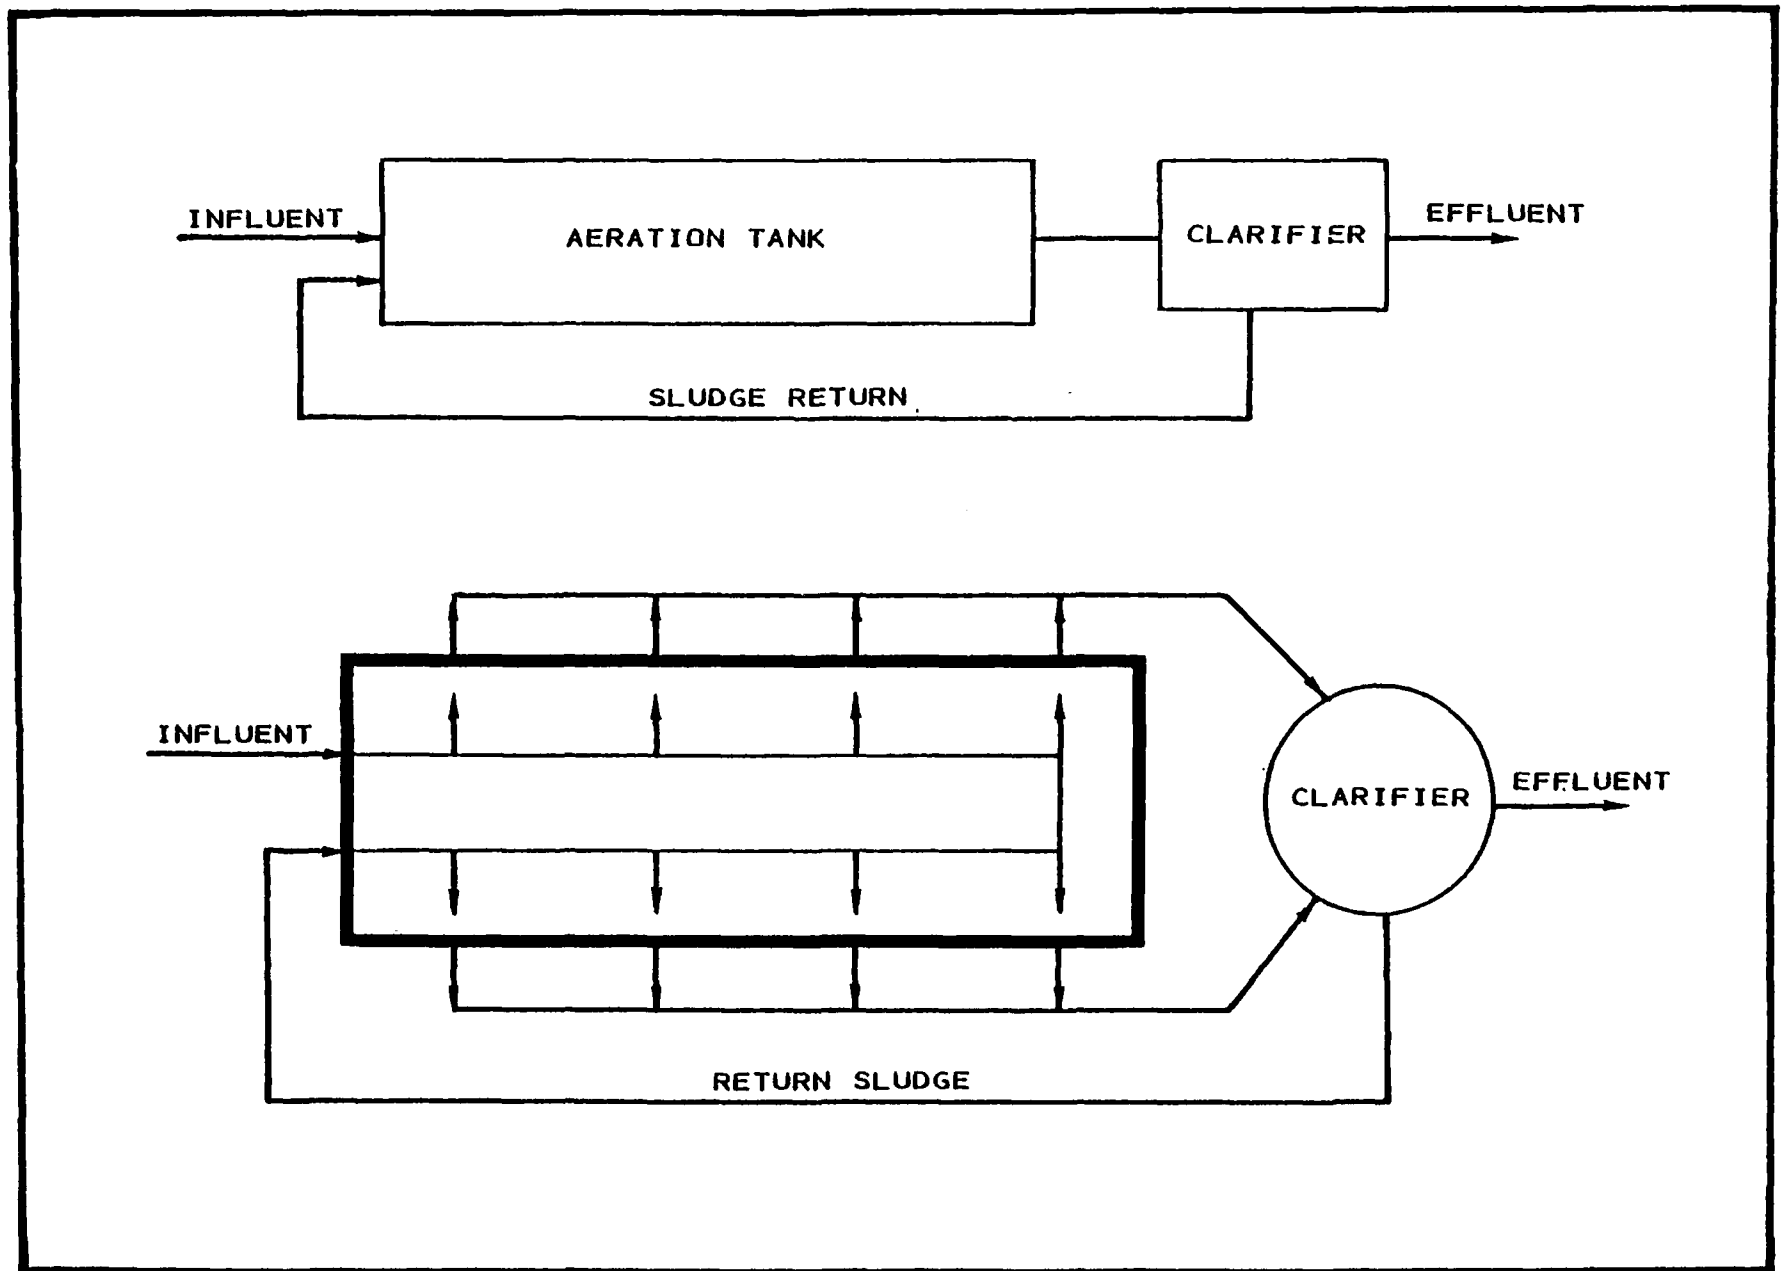 INFLUENT
AERATION TANK
CLARIFIER
EFFLUENT
SLUDGE RETURN
INFLUENT
CLARIFIER
EFFLUENT
RETURN SLUDGE